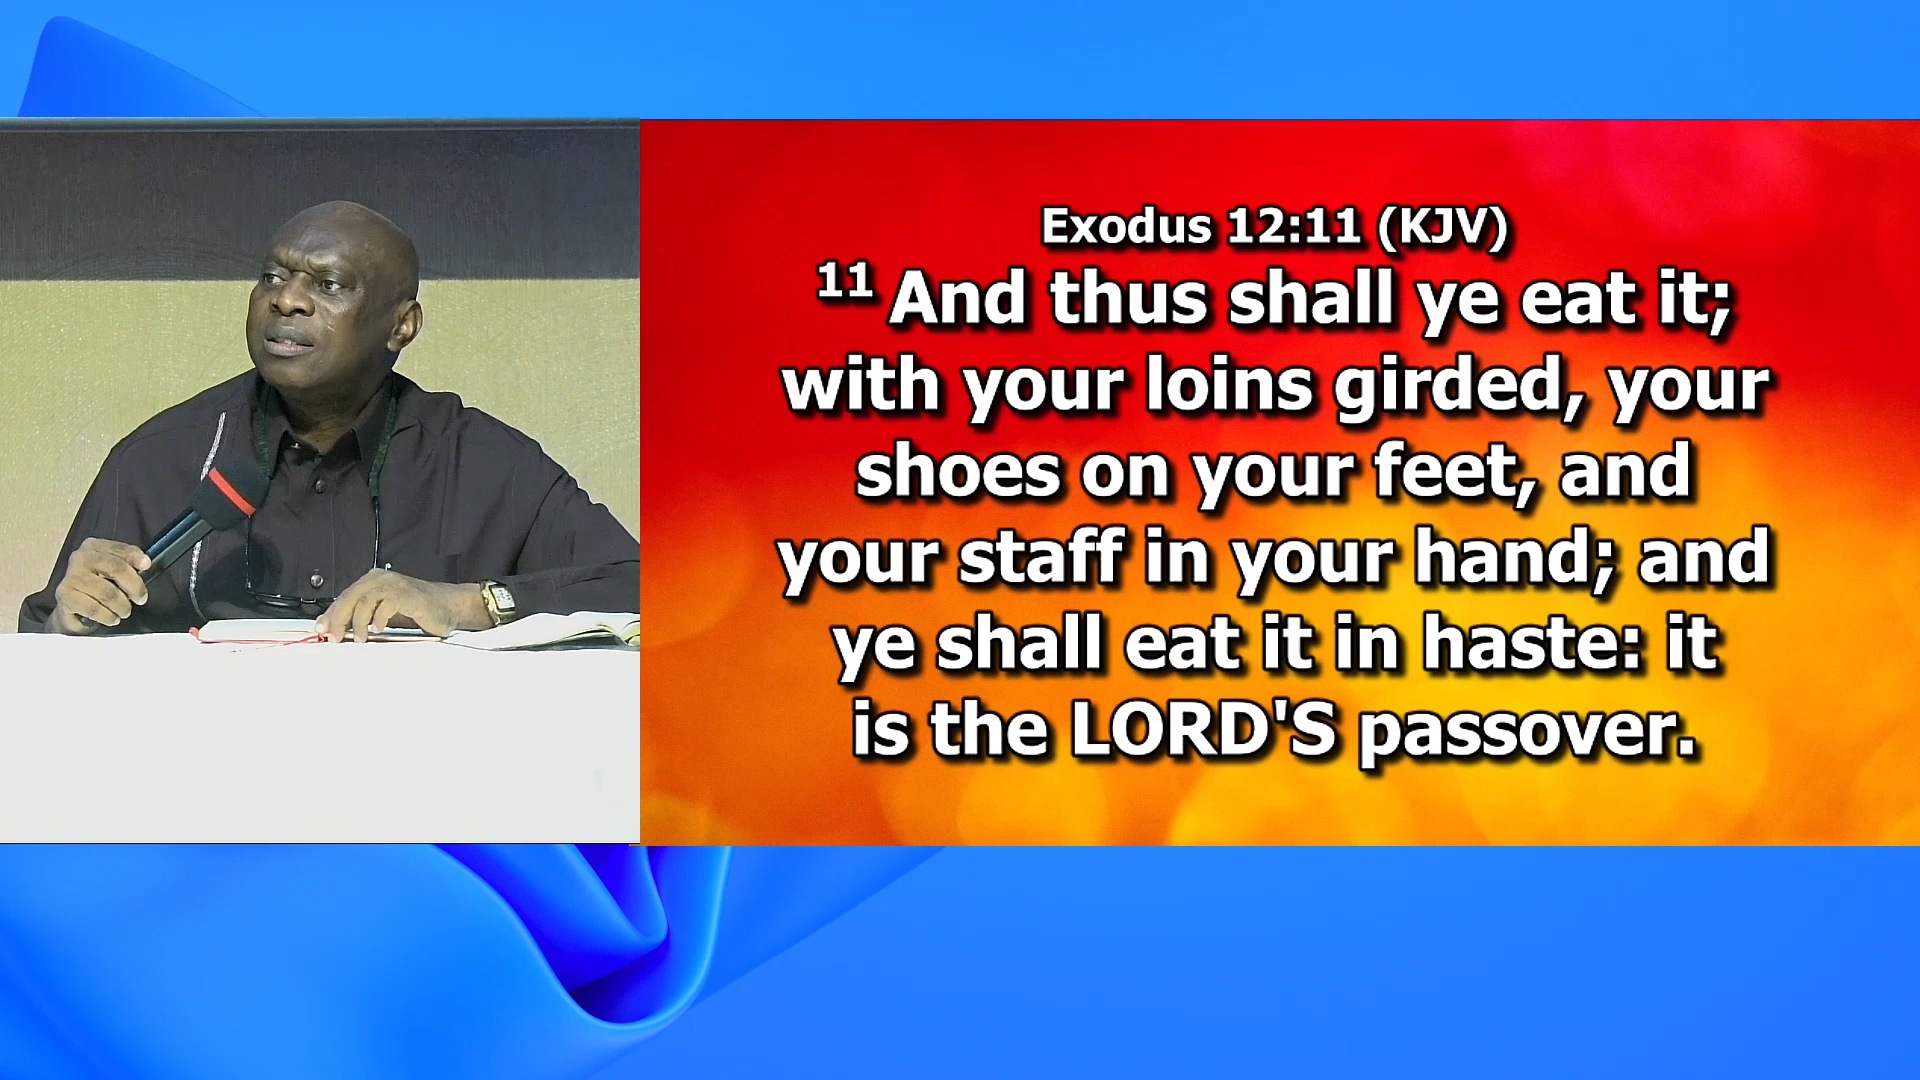 Exodus 12:11 (KJV)
11 And thus shall ye eat it;
with your loins girded, your
shoes on your feet, and
your staff in your hand; and
ye shall eat it in haste: it
is the LORD'S passover.